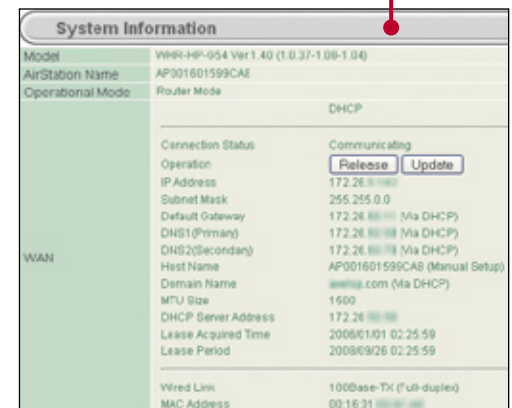 System Information
Model WHR-HP-G54 Ver.1.40 (1.0.37-1.08-1.04)
AirStation Name AP001601599CA8
Operational Mode Router Mode
DHCP
Connection Status Communicating
Operation Release Update
IP Address 172.26.
Subnet Mask 255.255.0.0
Default Gateway 172.26. (Via DHCP)
DNS1(Primary) 172.26. (Via DHCP)
DNS2(Secondary) 172.26. (Via DHCP)
WAN
Host Name AP001601599CA8 (Manual Setup)
Domain Name .com (Via DHCP)
MTU Size 1500
DHCP Server Address 172.26
Lease Acquired Time 2006/01/01 02:25:59
Lease Period 2008/09/26 02:25:59
Wired Link 100Base-TX (Full-duplex)
MAC Address 00:16:31